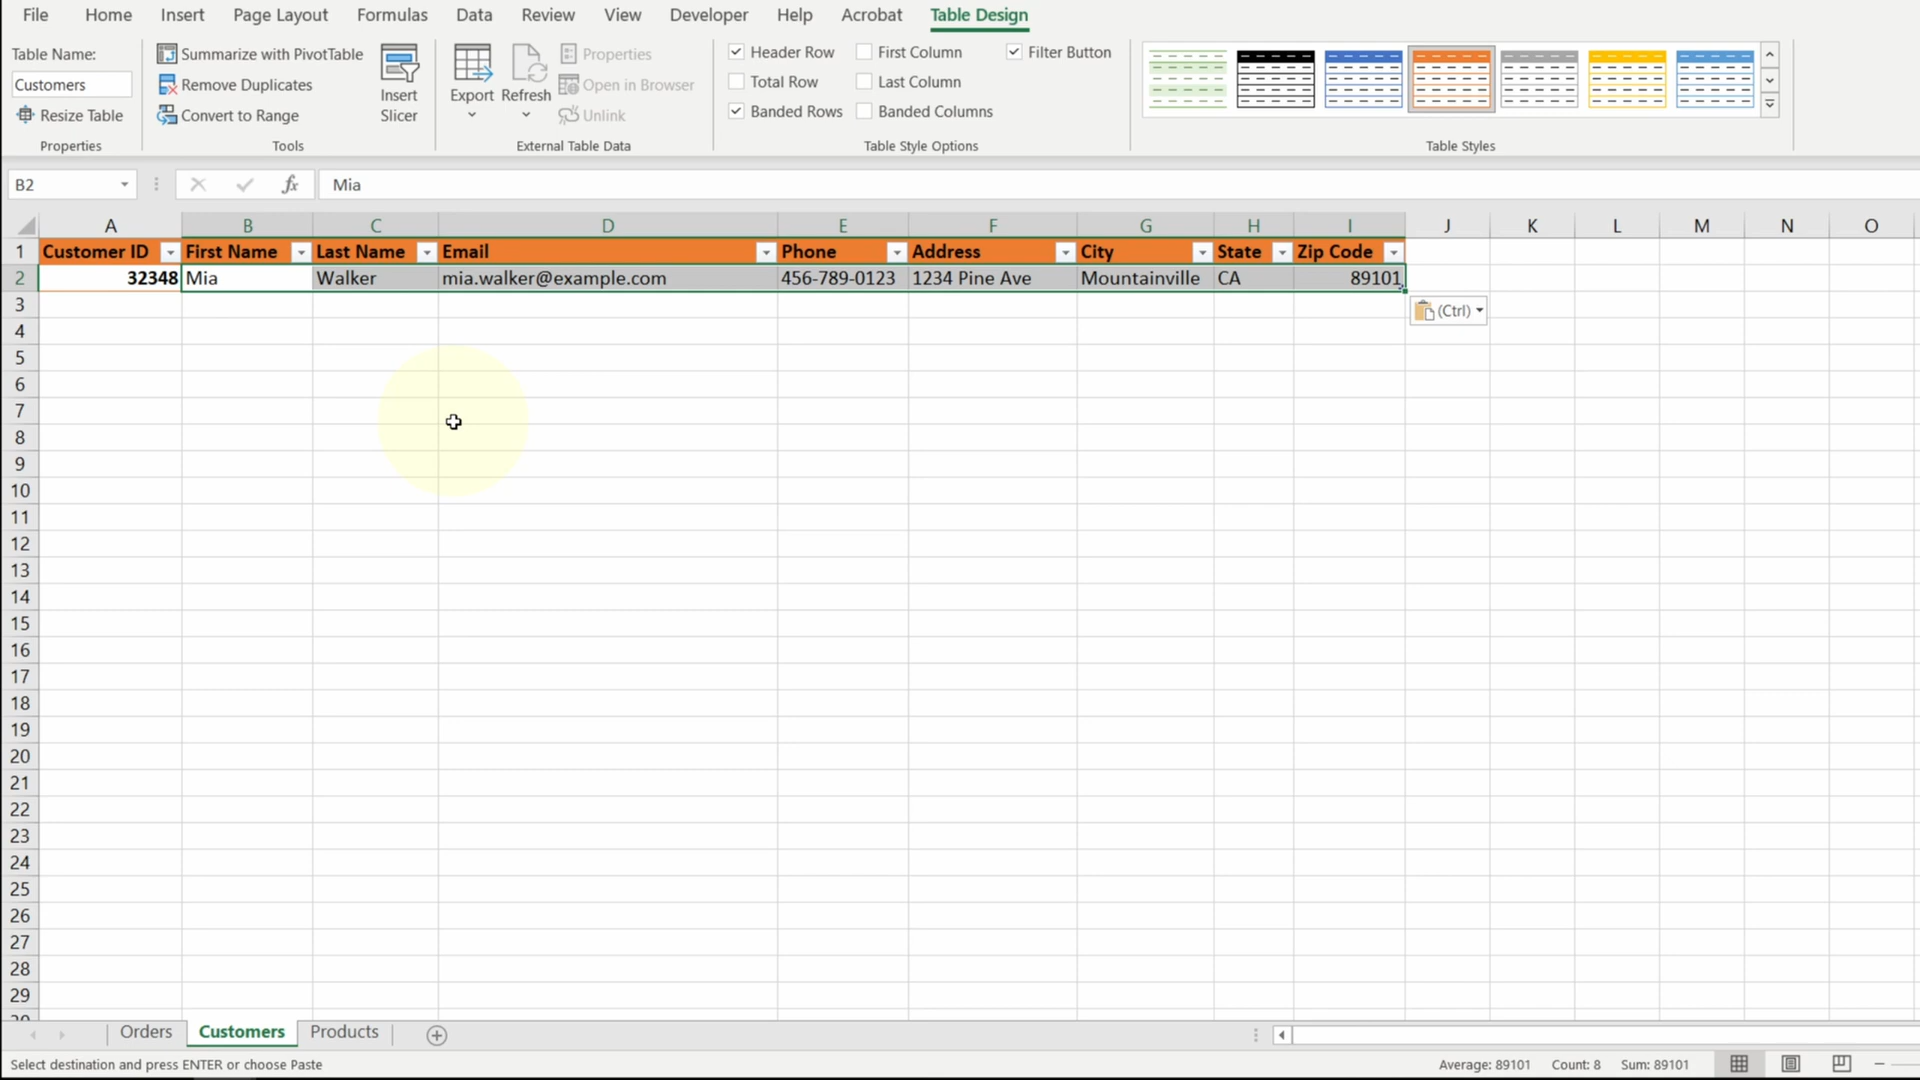 File Home Insert Page Layout Formulas Data Review View Developer Help Acrobat Table Design
Table Name:
Customers
Resize Table
Properties
Summarize with PivotTable
Remove Duplicates
Convert to Range
Insert
Slicer
Tools
Export
Refresh
Properties
Open in Browser
Unlink
External Table Data
Header Row
First Column
Filter Button
Total Row
Last Column
Banded Rows
Banded Columns
Table Style Options
Table Styles
B2 fx Mia
A B C D E F G H I J K L M N O
1 Customer ID First Name Last Name Email Phone Address City State Zip Code
2 32348 Mia Walker mia.walker@example.com 456-789-0123 1234 Pine Ave Mountainville CA 89101
3 (Ctrl)
4
5
6
7
8
9
10
11
12
13
14
15
16
17
18
19
20
21
22
23
24
25
26
27
28
29
30
Orders Customers Products
Select destination and press ENTER or choose Paste Average: 89101 Count: 8 Sum: 89101